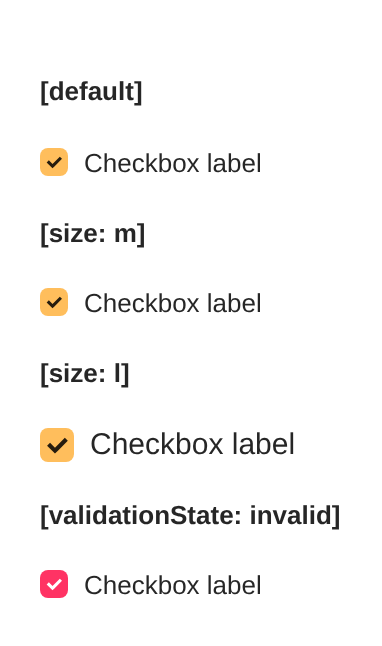 [default]
Checkbox label
[size: m]
Checkbox label
[size: l]
Checkbox label
[validationState: invalid]
Checkbox label